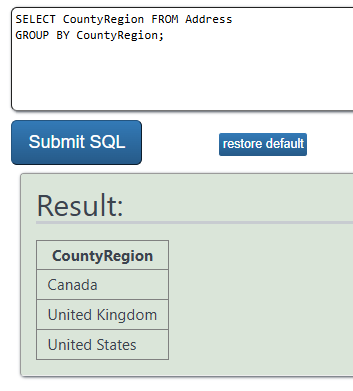 SELECT CountyRegion FROM Address
GROUP BY CountyRegion;
Submit SQL
restore default
Result:
CountyRegion
Canada
United Kingdom
United States